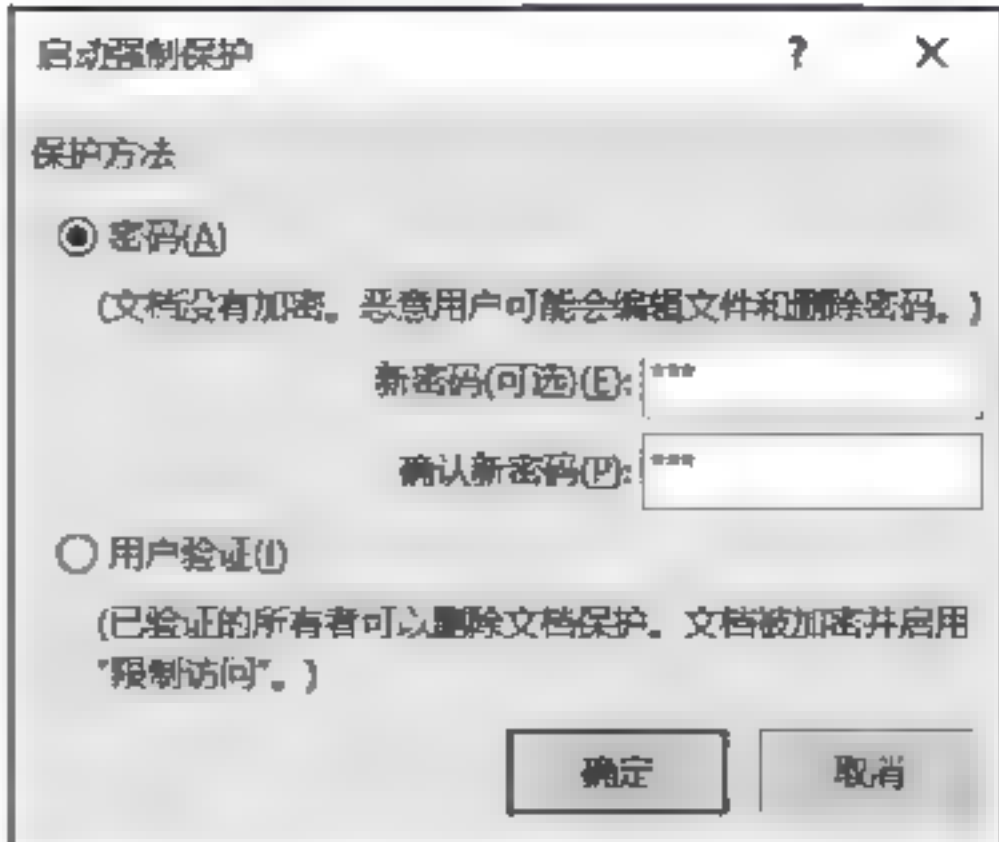 启动强制保护 ? ×
保护方法
密码(A)
(文档没有加密。恶意用户可能会编辑文件和删除密码。)
新密码(可选)(E): ***
确认新密码(P): ***
用户验证(I)
(已验证的所有者可以删除文档保护。文档被加密并启用
"限制访问"。)
确定 取消